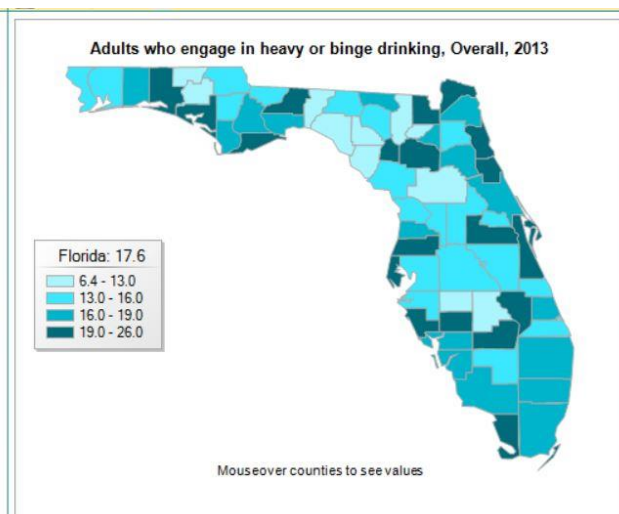 Adults who engage in heavy or binge drinking, Overall, 2013
Florida: 17.6
6.4 - 13.0
13.0 - 16.0
16.0 - 19.0
19.0 - 26.0
Mouseover counties to see values